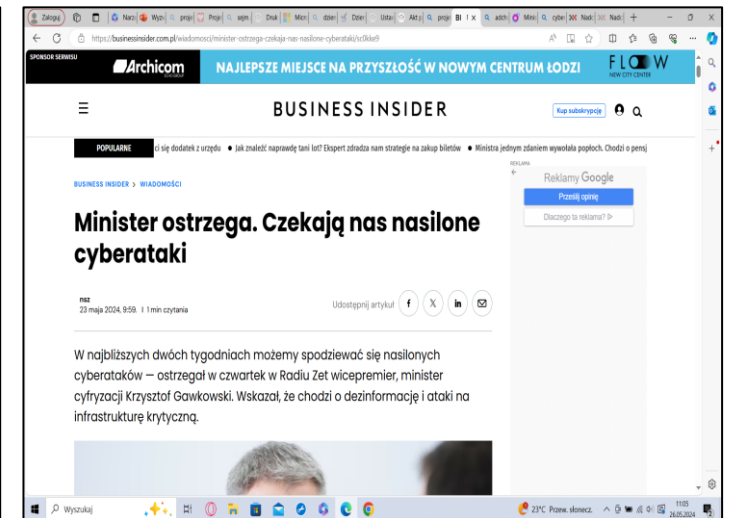 Zaloguj
https://businessinsider.com.pl/wiadomosci/minister-ostrzega-czekaja-nas-nasilone-cyberataki/sc0kke9
SPONSOR SERWISU
Archicom
NAJLEPSZE MIEJSCE NA PRZYSZŁOŚĆ W NOWYM CENTRUM ŁODZI
FLOW
NEW CITY CENTER
BUSINESS INSIDER
Kup subskrypcję
POPULARNE
ci się dodatek z urzędu • Jak znaleźć naprawdę tani lot? Ekspert zdradza nam strategie na zakup biletów • Ministra jednym zdaniem wywołała popłoch. Chodzi o pensj
REKLAMA
Reklamy Google
Prześlij opinię
Dlaczego ta reklama?
BUSINESS INSIDER > WIADOMOŚCI
Minister ostrzega. Czekają nas nasilone
cyberataki
nsz
23 maja 2024, 9:59. | 1 min czytania
Udostępnij artykuł
W najbliższych dwóch tygodniach możemy spodziewać się nasilonych
cyberataków — ostrzegał w czwartek w Radiu Zet wicepremier, minister
cyfryzacji Krzysztof Gawkowski. Wskazał, że chodzi o dezinformację i ataki na
infrastrukturę krytyczną.
Wyszukaj
23°C Przew. słonecz.
11:05
26.05.2024